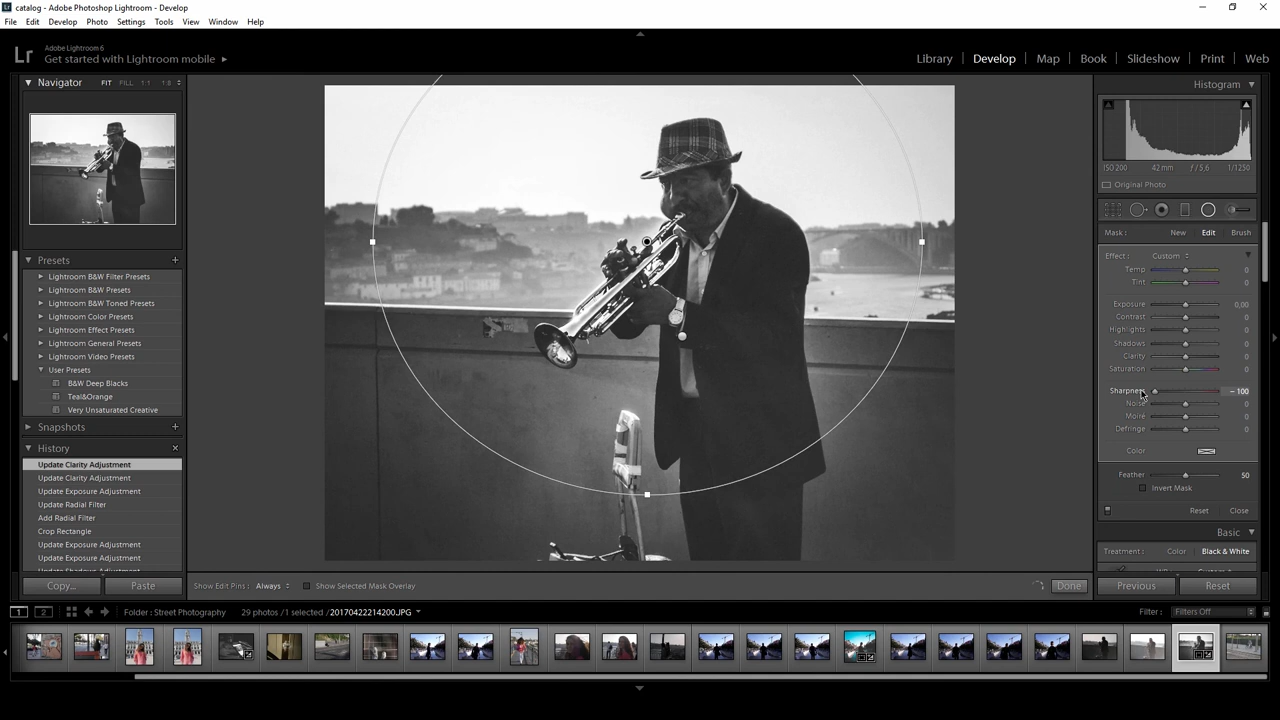 catalog - Adobe Photoshop Lightroom - Develop
File Edit Develop Photo Settings Tools View Window Help
Lr Adobe Lightroom 6
Get started with Lightroom mobile
Library | Develop | Map | Book | Slideshow | Print | Web
Navigator FIT FILL 1:1 1:8
Presets
Lightroom B&W Filter Presets
Lightroom B&W Presets
Lightroom B&W Toned Presets
Lightroom Color Presets
Lightroom Effect Presets
Lightroom General Presets
Lightroom Video Presets
User Presets
B&W Deep Blacks
Teal&Orange
Very Unsaturated Creative
Snapshots
History
Update Clarity Adjustment
Update Clarity Adjustment
Update Exposure Adjustment
Update Radial Filter
Add Radial Filter
Crop Rectangle
Update Exposure Adjustment
Update Exposure Adjustment
Copy... Paste
Show Edit Pins : Always Show Selected Mask Overlay Done
Histogram
ISO 200 42 mm f / 5,6 1/1250
Original Photo
Mask : New Edit Brush
Effect : Custom
Temp 0
Tint 0
Exposure 0,00
Contrast 0
Highlights 0
Shadows 0
Clarity 0
Saturation 0
Sharpness – 100
Noise 0
Moiré 0
Defringe 0
Color
Feather 50
Invert Mask
Reset Close
Basic
Treatment : Color Black & White
Previous Reset
1 2 Folder : Street Photography 29 photos / 1 selected / 20170422214200.JPG Filter : Filters Off